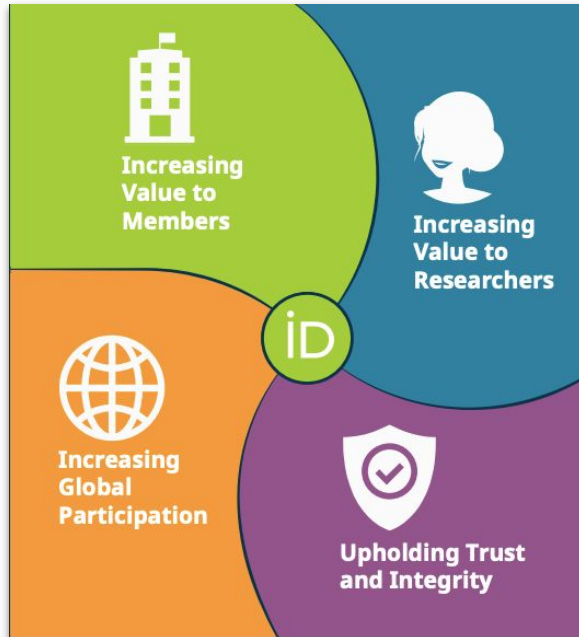 Increasing
Value to
Members
Increasing
Value to
Researchers
iD
Increasing
Global
Participation
Upholding Trust
and Integrity